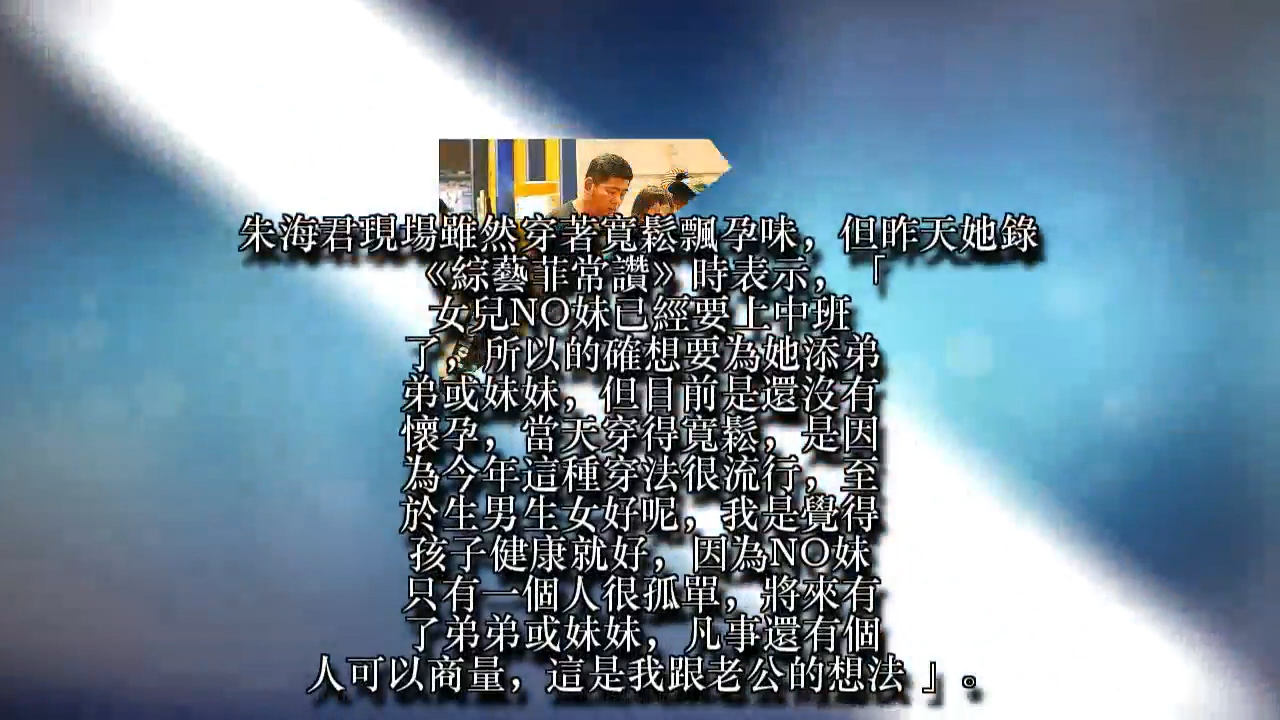 朱海君現場雖然穿著寬鬆飄孕味，但昨天她錄
《綜藝菲常讚》時表示，「
女兒NO妹已經要上中班
了，所以的確想要為她添弟
弟或妹妹，但目前是還沒有
懷孕，當天穿得寬鬆，是因
為今年這種穿法很流行，至
於生男生女好呢，我是覺得
孩子健康就好，因為NO妹
只有一個人很孤單，將來有
了弟弟或妹妹，凡事還有個
人可以商量，這是我跟老公的想法 」。